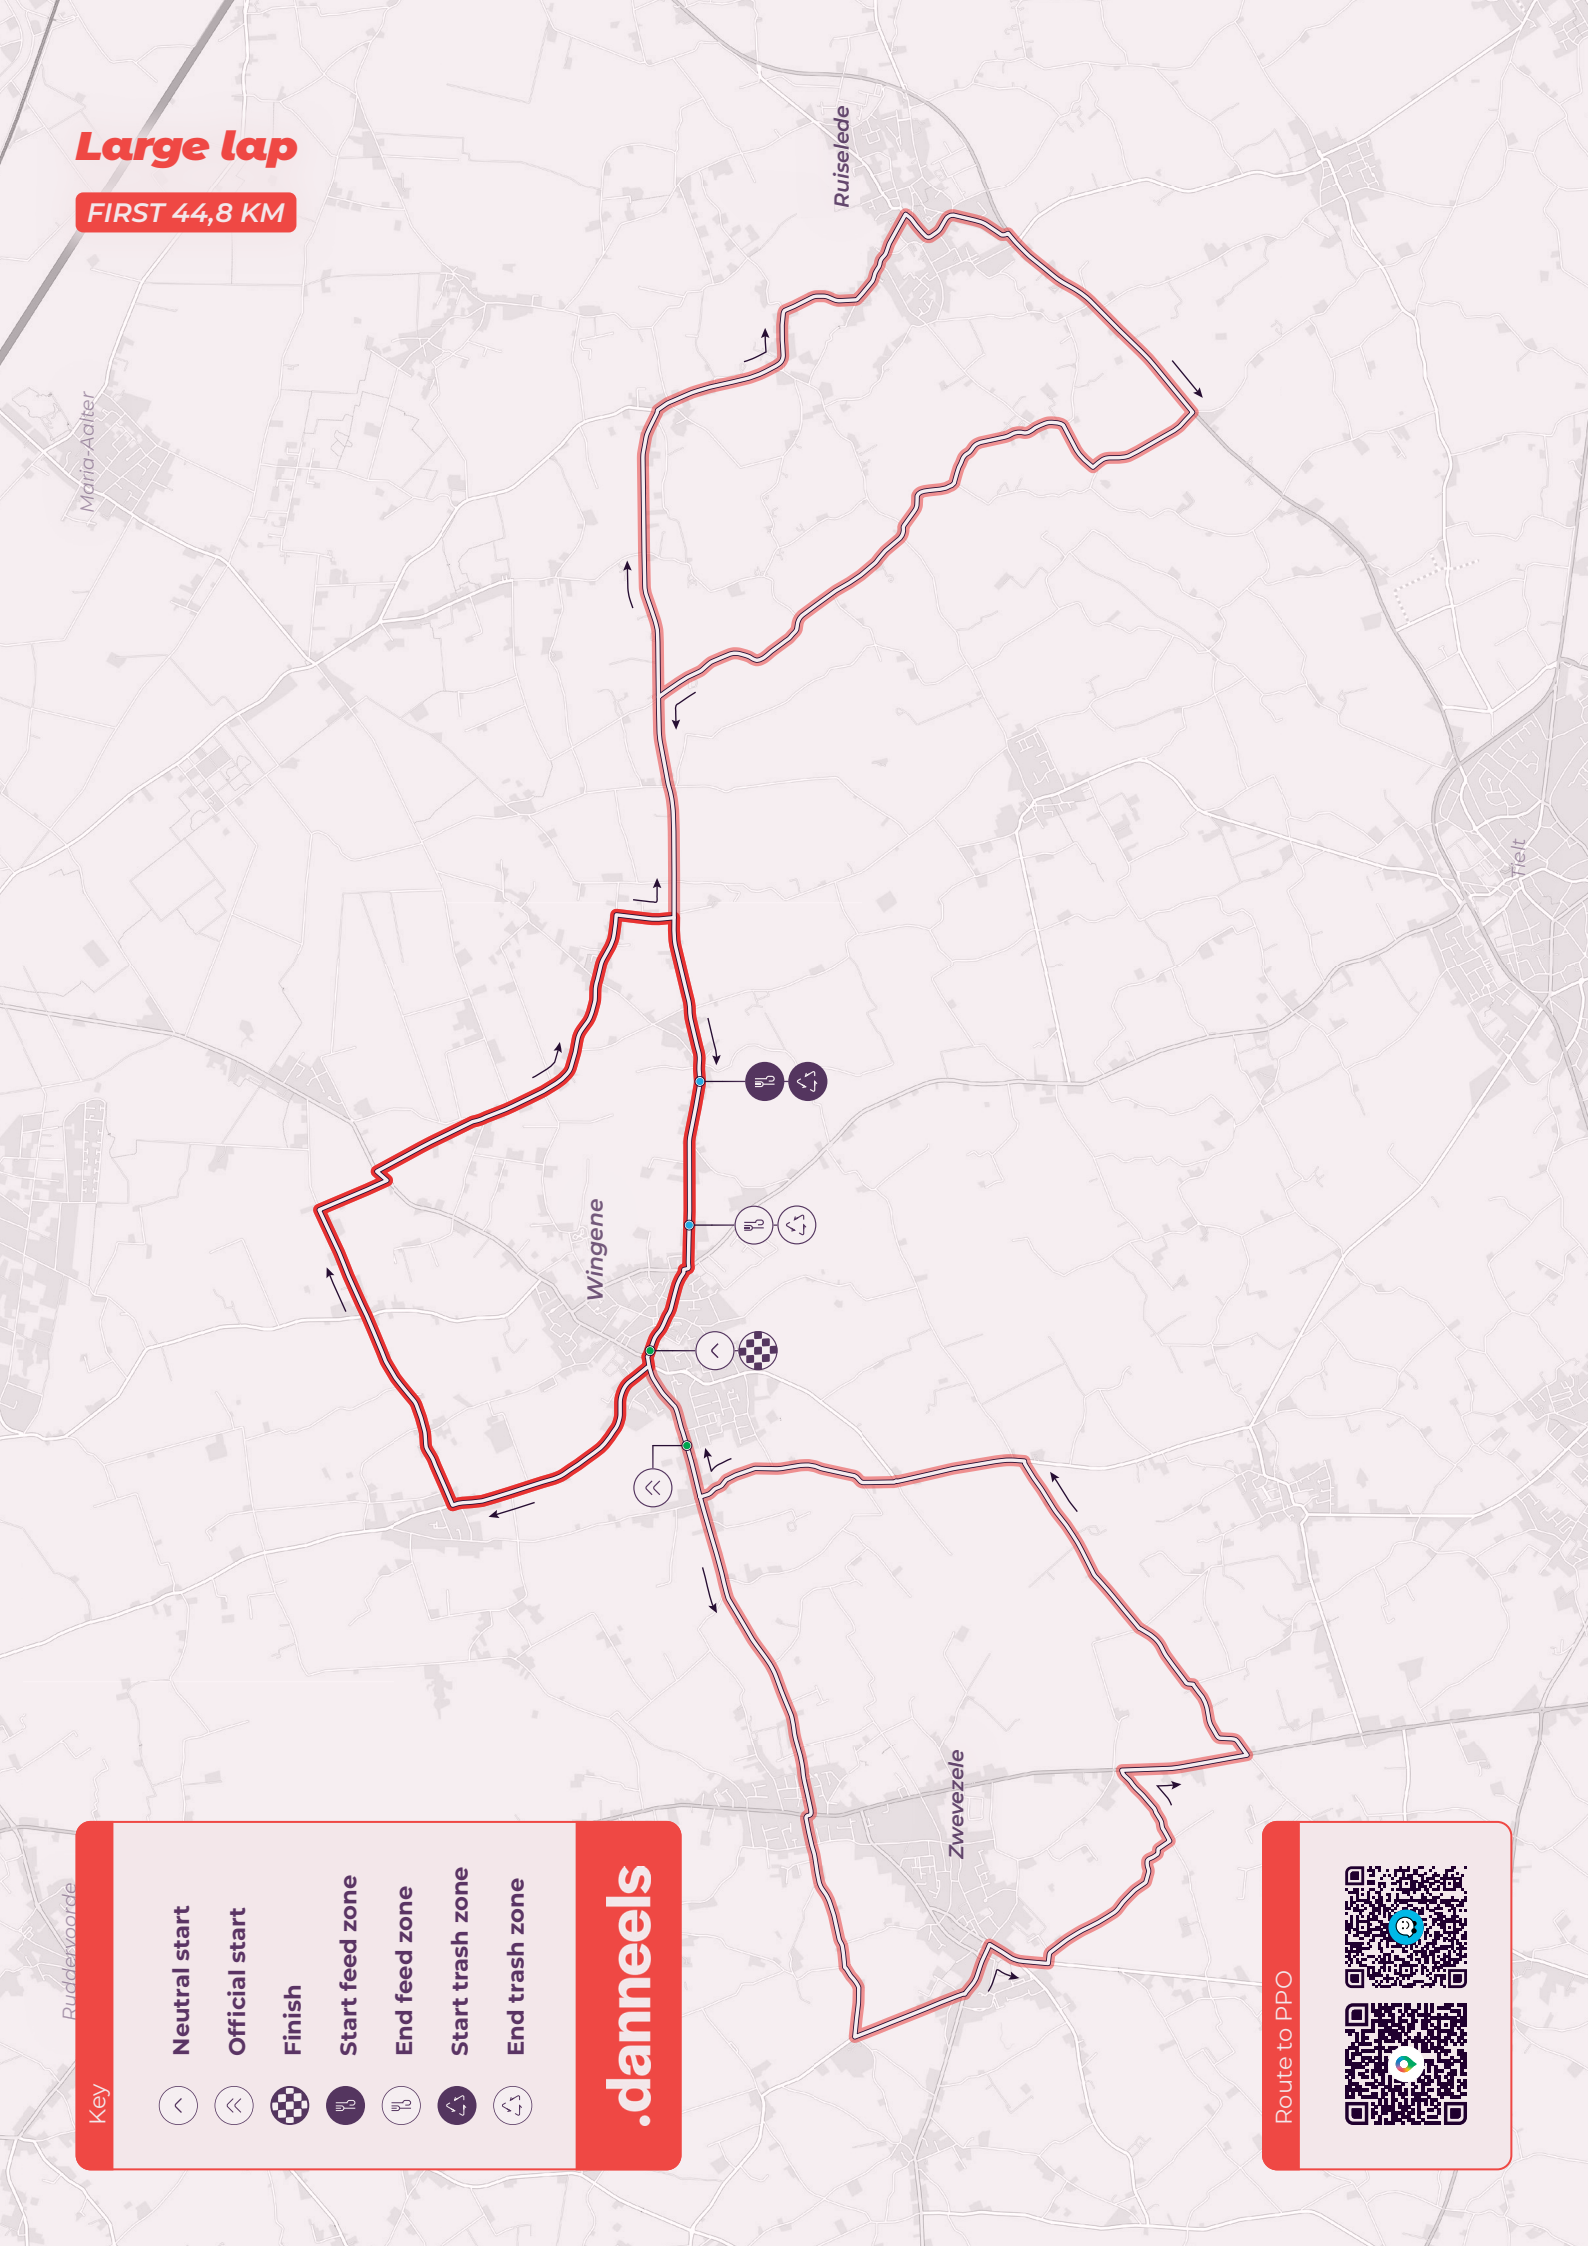 Large lap
FIRST 44,8 KM
Ruiselede
Maria-Aalter
Tielt
Wingene
Zwevezele
Ruddervoorde
Key
Neutral start
Official start
Finish
Start feed zone
End feed zone
Start trash zone
End trash zone
.danneels
Route to PPO